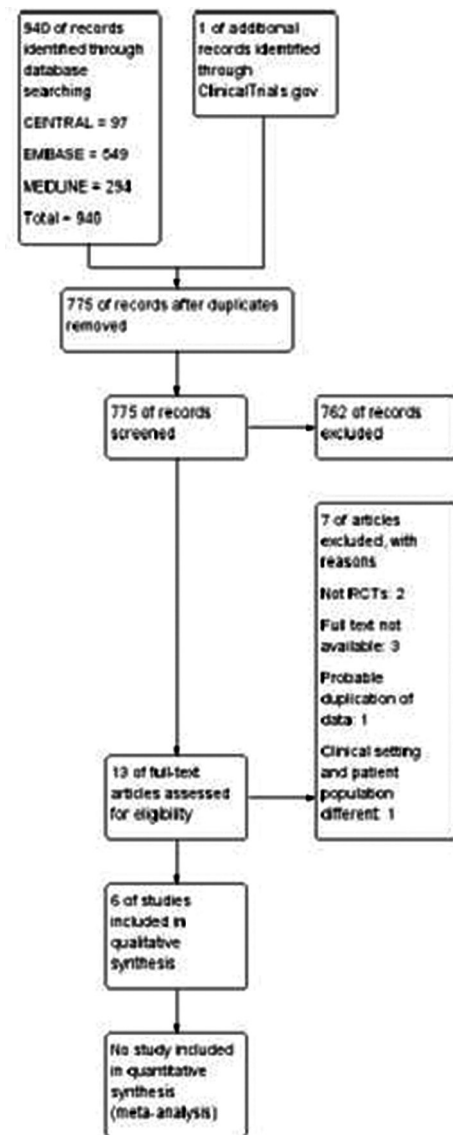 940 of records
identified through
database
searching
CENTRAL = 97
EMBASE = 549
MEDLINE = 294
Total = 940
1 of additional
records identified
through
ClinicalTrials.gov
775 of records after duplicates
removed
775 of records
screened
762 of records
excluded
7 of articles
excluded, with
reasons
Not RCTs: 2
Full text not
available: 3
Probable
duplication of
data: 1
Clinical setting
and patient
population
different: 1
13 of full-text
articles assessed
for eligibility
6 of studies
included in
qualitative
synthesis
No study included
in quantitative
synthesis
(meta-analysis)